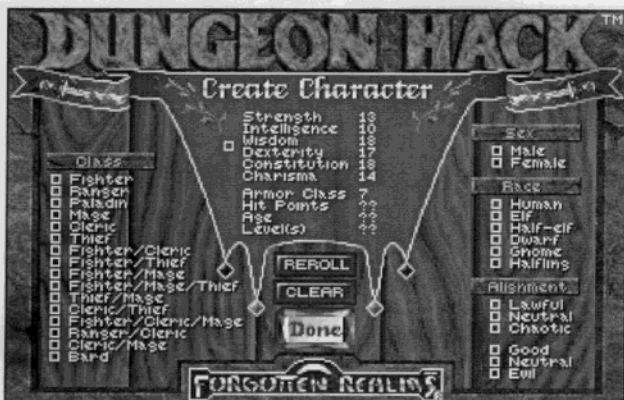 DUNGEON HACK™
Create Character
Strength 13
Intelligence 10
Wisdom 18
Dexterity 17
Constitution 18
Charisma 14
Armor Class 7
Hit Points ??
Age ??
Level(s) ??
Class
Fighter
Ranger
Paladin
Mage
Cleric
Thief
Fighter/Cleric
Fighter/Thief
Fighter/Mage
Fighter/Mage/Thief
Thief/Mage
Cleric/Thief
Fighter/Cleric/Mage
Ranger/Cleric
Cleric/Mage
Bard
REROLL
CLEAR
Done
Sex
Male
Female
Race
Human
Elf
Half-elf
Dwarf
Gnome
Halfling
Alignment
Lawful
Neutral
Chaotic
Good
Neutral
Evil
FORGOTTEN REALMS